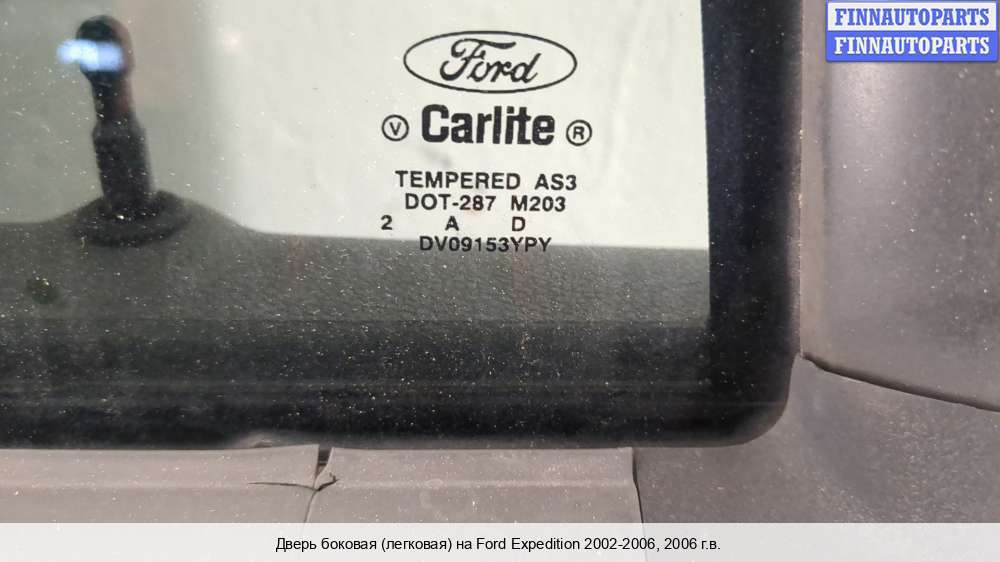 FINNAUTOPARTS
FINNAUTOPARTS
Ford
V Carlite ®
TEMPERED AS3
DOT-287 M203
2 A D
DV09153YPY
Дверь боковая (легковая) на Ford Expedition 2002-2006, 2006 г.в.